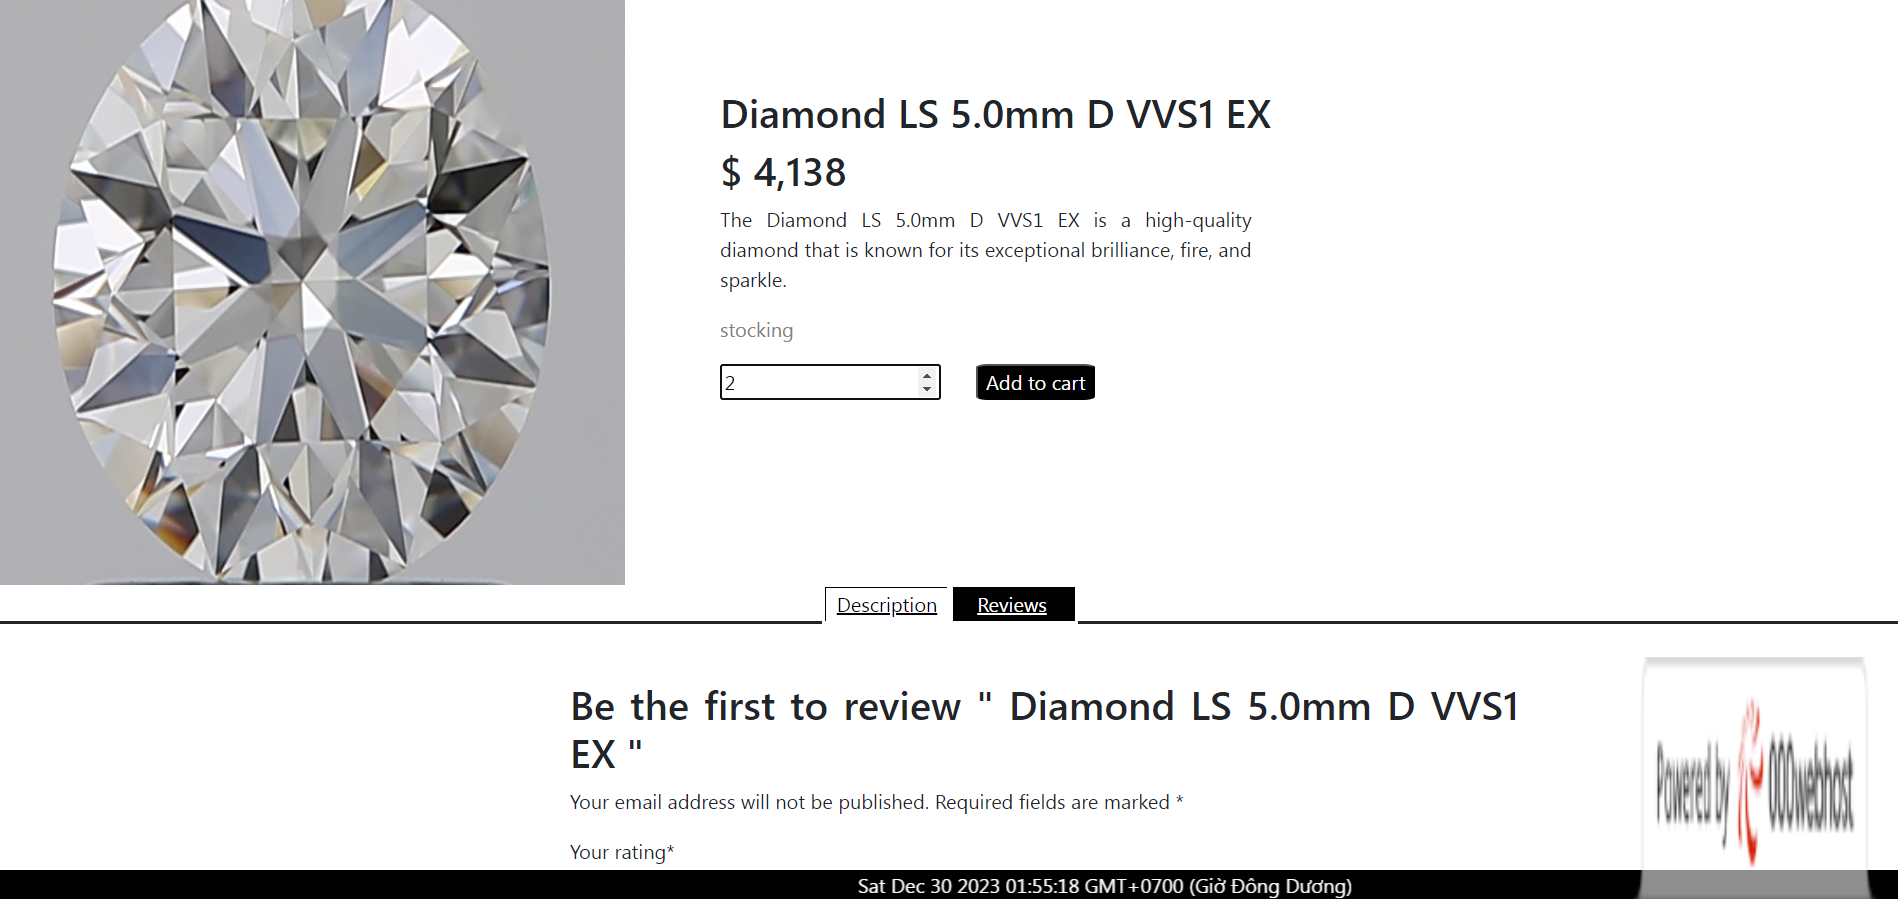 Diamond LS 5.0mm D VVS1 EX
$ 4,138
The Diamond LS 5.0mm D VVS1 EX is a high-quality
diamond that is known for its exceptional brilliance, fire, and
sparkle.
stocking
2
Add to cart
Description
Reviews
Be the first to review " Diamond LS 5.0mm D VVS1
EX "
Your email address will not be published. Required fields are marked *
Your rating*
Powered by 000webhost
Sat Dec 30 2023 01:55:18 GMT+0700 (Giờ Đông Dương)